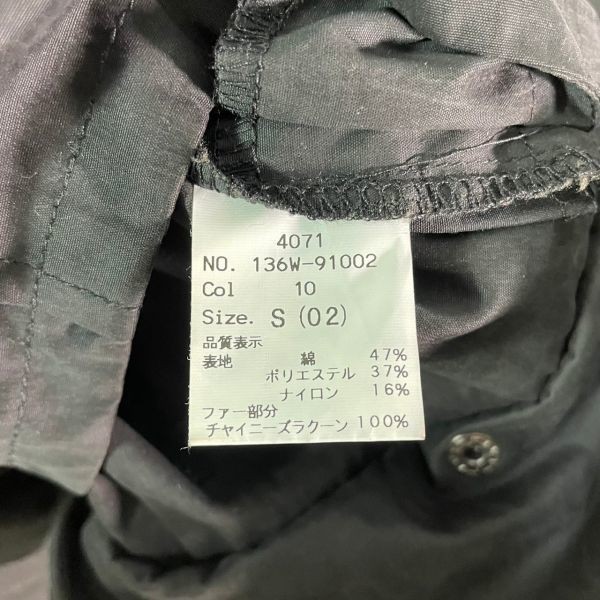 4071
NO. 136W-91002
Col 10
Size. S (02)
品質表示
表地 綿 47%
ポリエステル 37%
ナイロン 16%
ファー部分
チャイニーズラクーン 100%